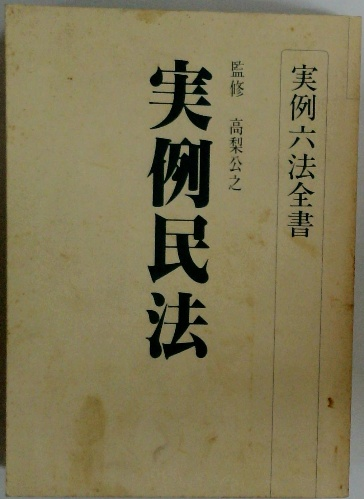 実例六法全書
監修 高梨公之
実例民法